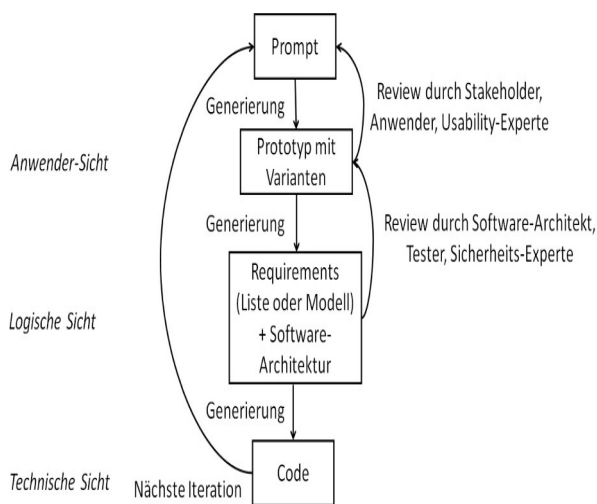 Prompt
Generierung
Review durch Stakeholder,
Anwender, Usability-Experte
Anwender-Sicht
Prototyp mit
Varianten
Generierung
Review durch Software-Architekt,
Tester, Sicherheits-Experte
Logische Sicht
Requirements
(Liste oder Modell)
+ Software-
Architektur
Generierung
Technische Sicht
Nächste Iteration
Code